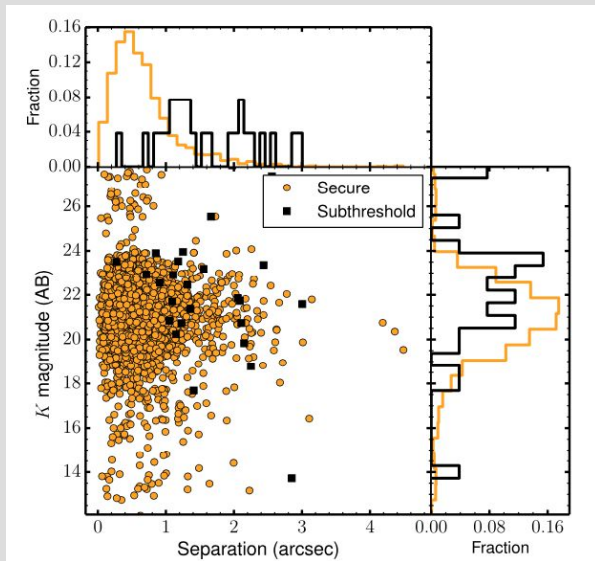 0.16
0.12
0.08
0.04
0.00
Fraction
Secure
Subthreshold
26
24
22
20
18
16
14
K magnitude (AB)
0 1 2 3 4
Separation (arcsec)
0.00 0.08 0.16
Fraction